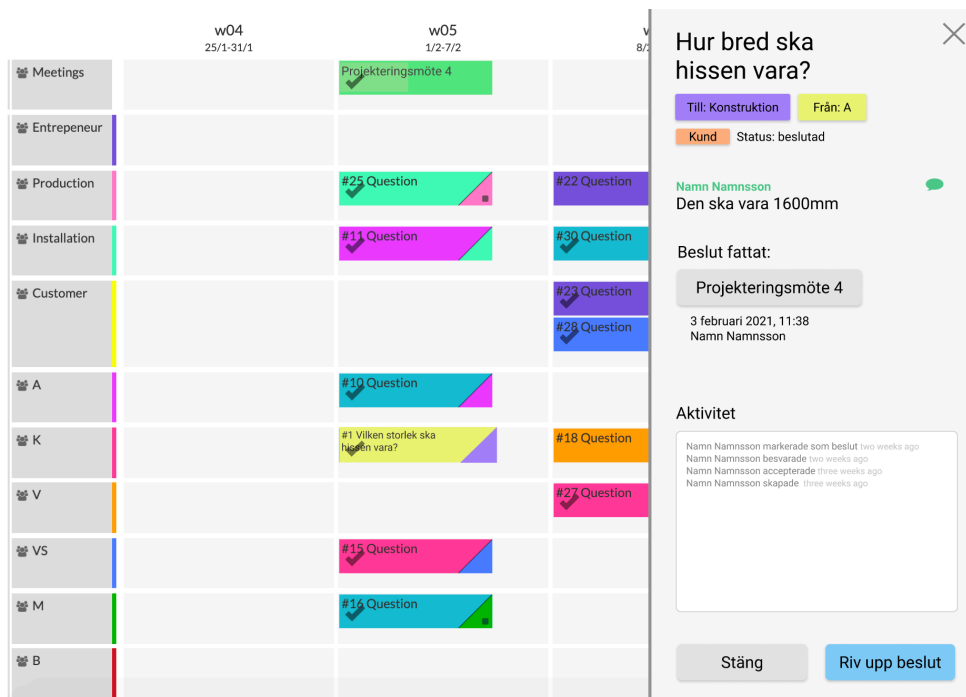 w04
25/1-31/1
w05
1/2-7/2
Meetings
Projekteringsmöte 4
Entrepeneur
Production
#25 Question
#22 Question
Installation
#11 Question
#30 Question
Customer
#23 Question
#28 Question
A
#10 Question
K
#1 Vilken storlek ska
hissen vara?
#18 Question
V
#27 Question
VS
#15 Question
M
#16 Question
B
Hur bred ska
hissen vara?
Till: Konstruktion
Från: A
Kund
Status: beslutad
Namn Namnsson
Den ska vara 1600mm
Beslut fattat:
Projekteringsmöte 4
3 februari 2021, 11:38
Namn Namnsson
Aktivitet
Namn Namnsson markerade som beslut two weeks ago
Namn Namnsson besvarade two weeks ago
Namn Namnsson accepterade three weeks ago
Namn Namnsson skapade three weeks ago
Stäng
Riv upp beslut